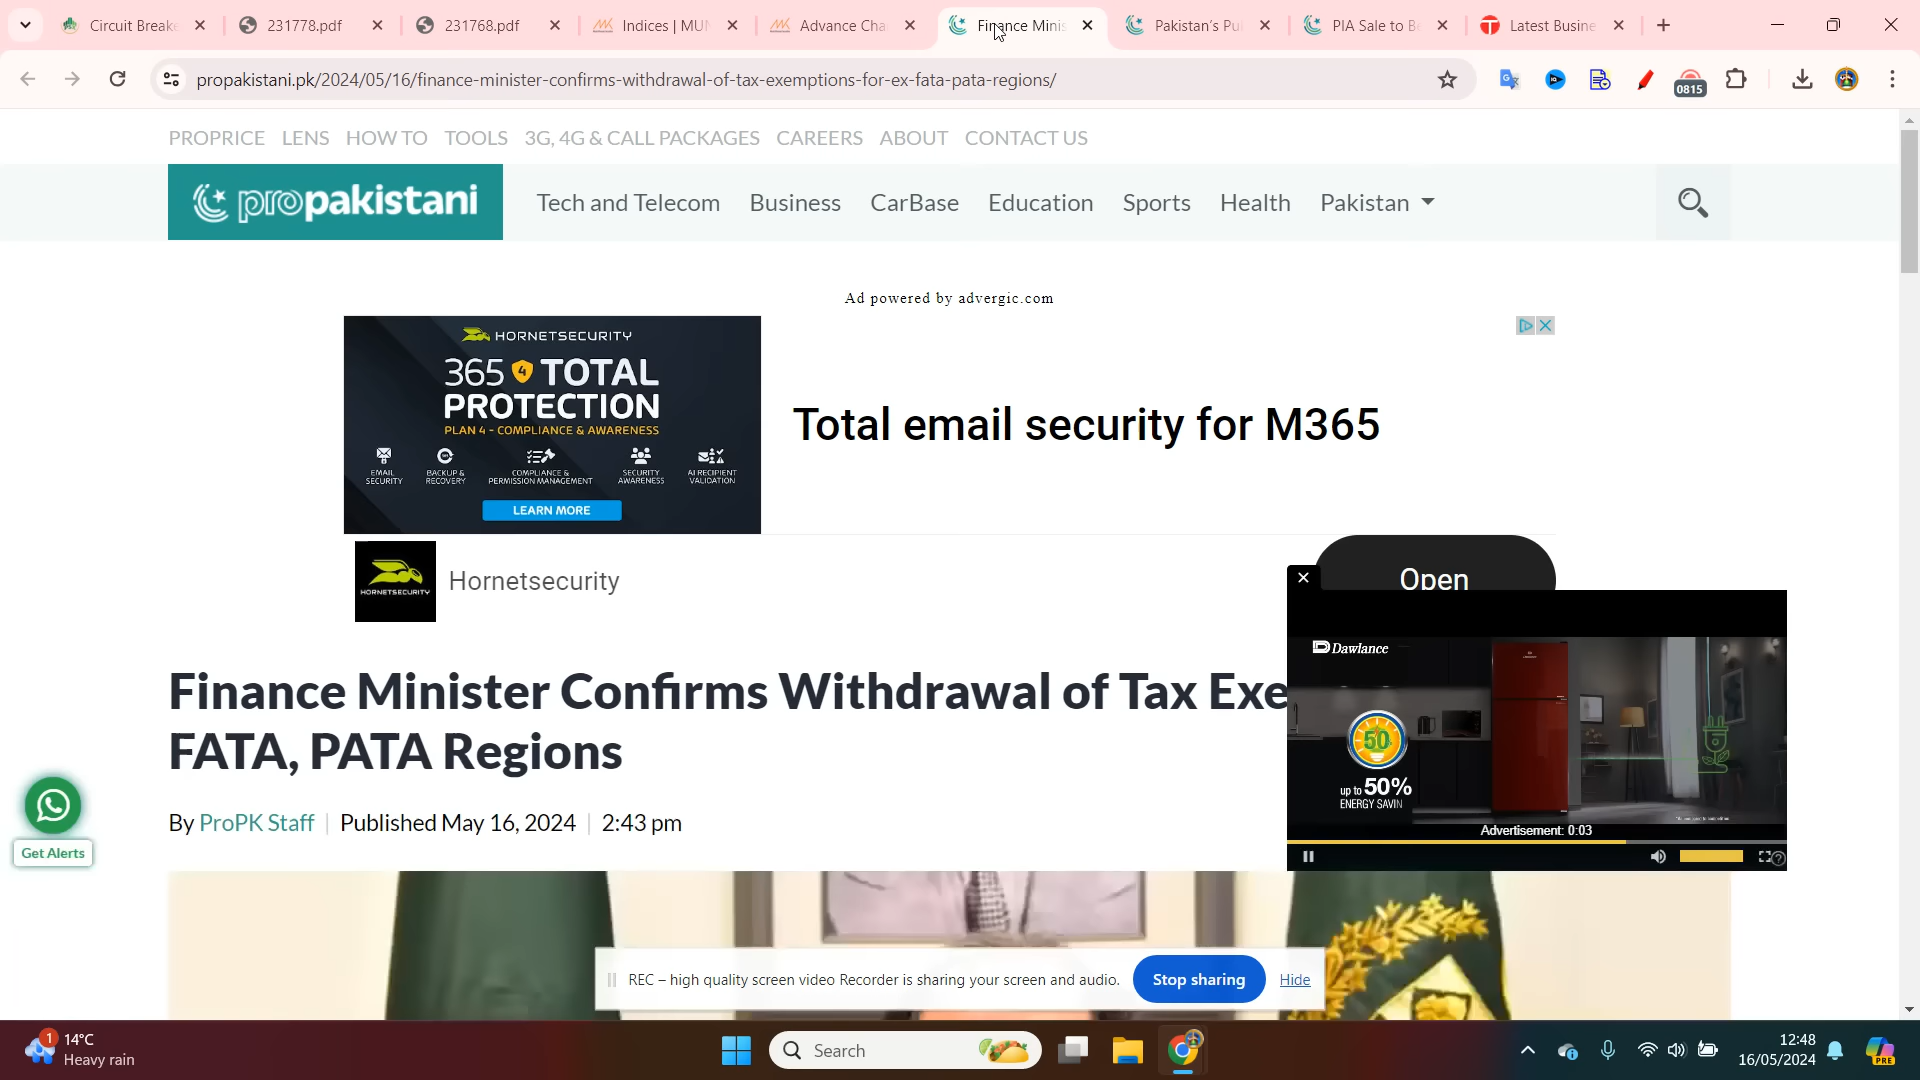 Circuit Breake
231778.pdf
231768.pdf
Indices | MUN
Advance Cha
Finance Minis
Pakistan's Pu
PIA Sale to Be
Latest Busine
propakistani.pk/2024/05/16/finance-minister-confirms-withdrawal-of-tax-exemptions-for-ex-fata-pata-regions/
0815
PROPRICE LENS HOW TO TOOLS 3G, 4G & CALL PACKAGES CAREERS ABOUT CONTACT US
propakistani
Tech and Telecom Business CarBase Education Sports Health Pakistan
Ad powered by advergic.com
HORNETSECURITY
365 4 TOTAL
PROTECTION
PLAN 4 - COMPLIANCE & AWARENESS
EMAIL SECURITY
BACKUP & RECOVERY
COMPLIANCE & PERMISSION MANAGEMENT
SECURITY AWARENESS
AI RECIPIENT VALIDATION
LEARN MORE
Total email security for M365
HORNETSECURITY
Hornetsecurity
Open
Finance Minister Confirms Withdrawal of Tax Exe
FATA, PATA Regions
By ProPK Staff | Published May 16, 2024 | 2:43 pm
Dawlance
50
up to 50%
ENERGY SAVIN
Advertisement: 0:03
Get Alerts
REC – high quality screen video Recorder is sharing your screen and audio.
Stop sharing
Hide
1
14°C
Heavy rain
Search
12:48
16/05/2024
PRE